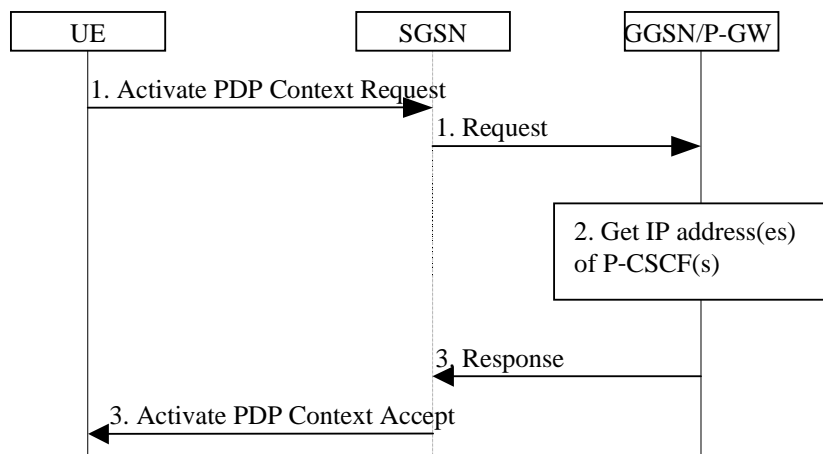 UE
SGSN
GGSN/P-GW
1. Activate PDP Context Request
1. Request
2. Get IP address(es)
of P-CSCF(s)
3. Response
3. Activate PDP Context Accept